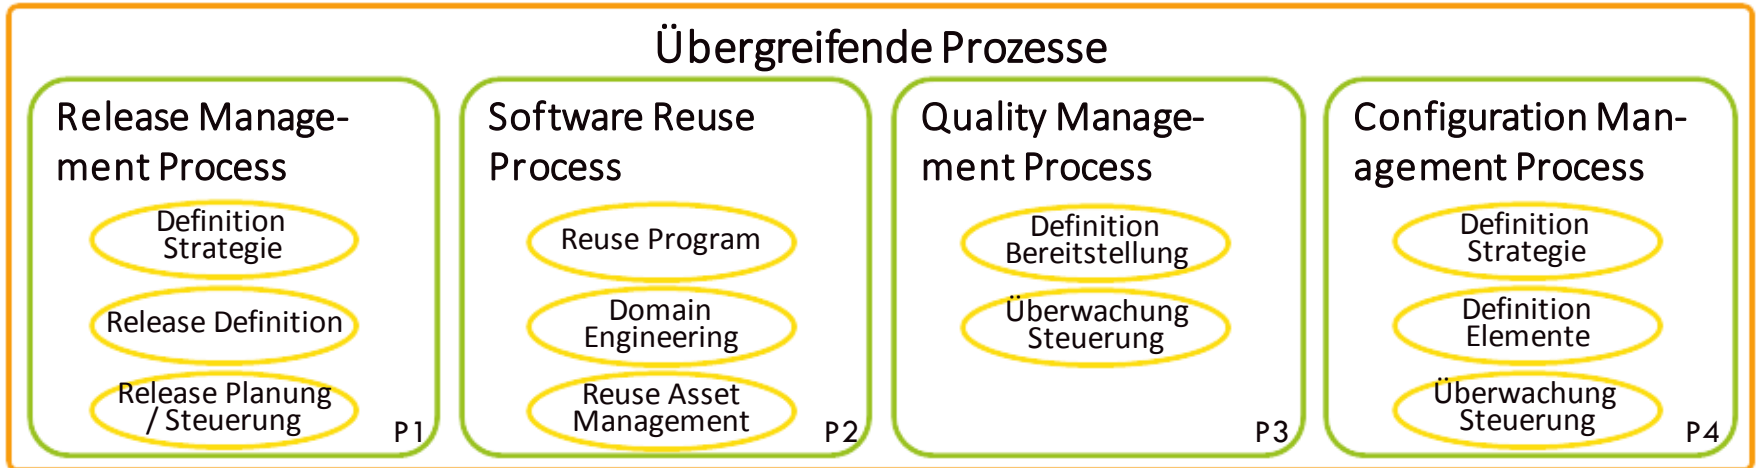 Übergreifende Prozesse
Release Manage-
ment Process
Definition
Strategie
Release Definition
Release Planung
/ Steuerung
P1
Software Reuse
Process
Reuse Program
Domain
Engineering
Reuse Asset
Management
P2
Quality Manage-
ment Process
Definition
Bereitstellung
Überwachung
Steuerung
P3
Configuration Man-
agement Process
Definition
Strategie
Definition
Elemente
Überwachung
Steuerung
P4